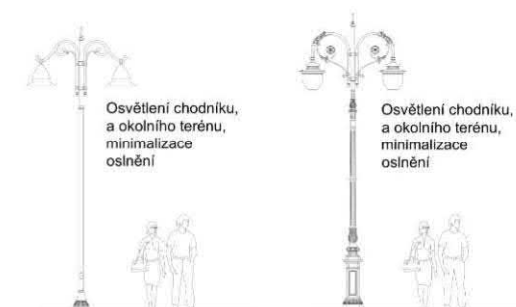 Osvětlení chodníku,
a okolního terénu,
minimalizace
oslnění
Osvětlení chodníku,
a okolního terénu,
minimalizace
oslnění